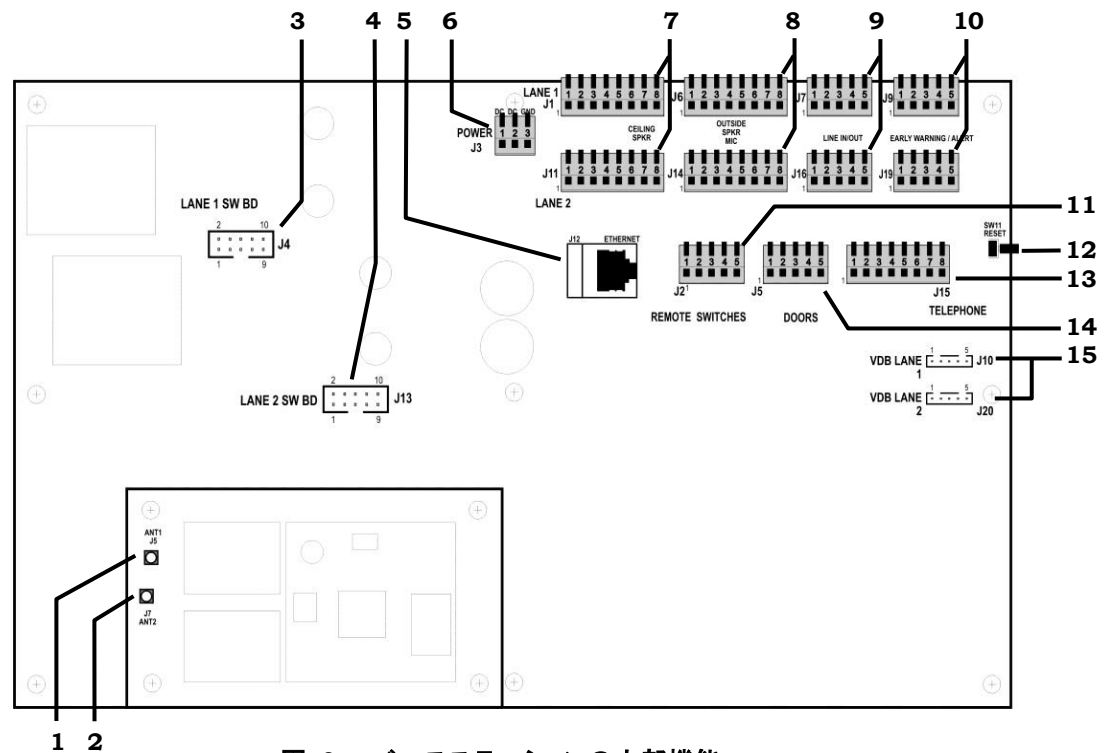 3 4 5 6 7 8 9 10
LANE 1
J1
1 2 3 4 5 6 7 8
J6
1 2 3 4 5 6 7 8
J7
1 2 3 4 5
J9
1 2 3 4 5
DC DC GND
POWER
J3
1 2 3
CEILING
SPKR
OUTSIDE
SPKR
MIC
LINE IN/OUT
EARLY WARNING / ALERT
J11
1 2 3 4 5 6 7 8
J14
1 2 3 4 5 6 7 8
J16
1 2 3 4 5
J19
1 2 3 4 5
LANE 2
LANE 1 SW BD
2 10
J4
1 9
11
J12 ETHERNET
SW11
RESET
12
1 2 3 4 5
J2
REMOTE SWITCHES
1 2 3 4 5
J5
DOORS
1 2 3 4 5 6 7 8
J15
TELEPHONE
13
14
VDB LANE
1
1 5
J10
15
VDB LANE
2
1 5
J20
LANE 2 SW BD
2 10
J13
1 9
ANT1
J5
J7
ANT2
1 2